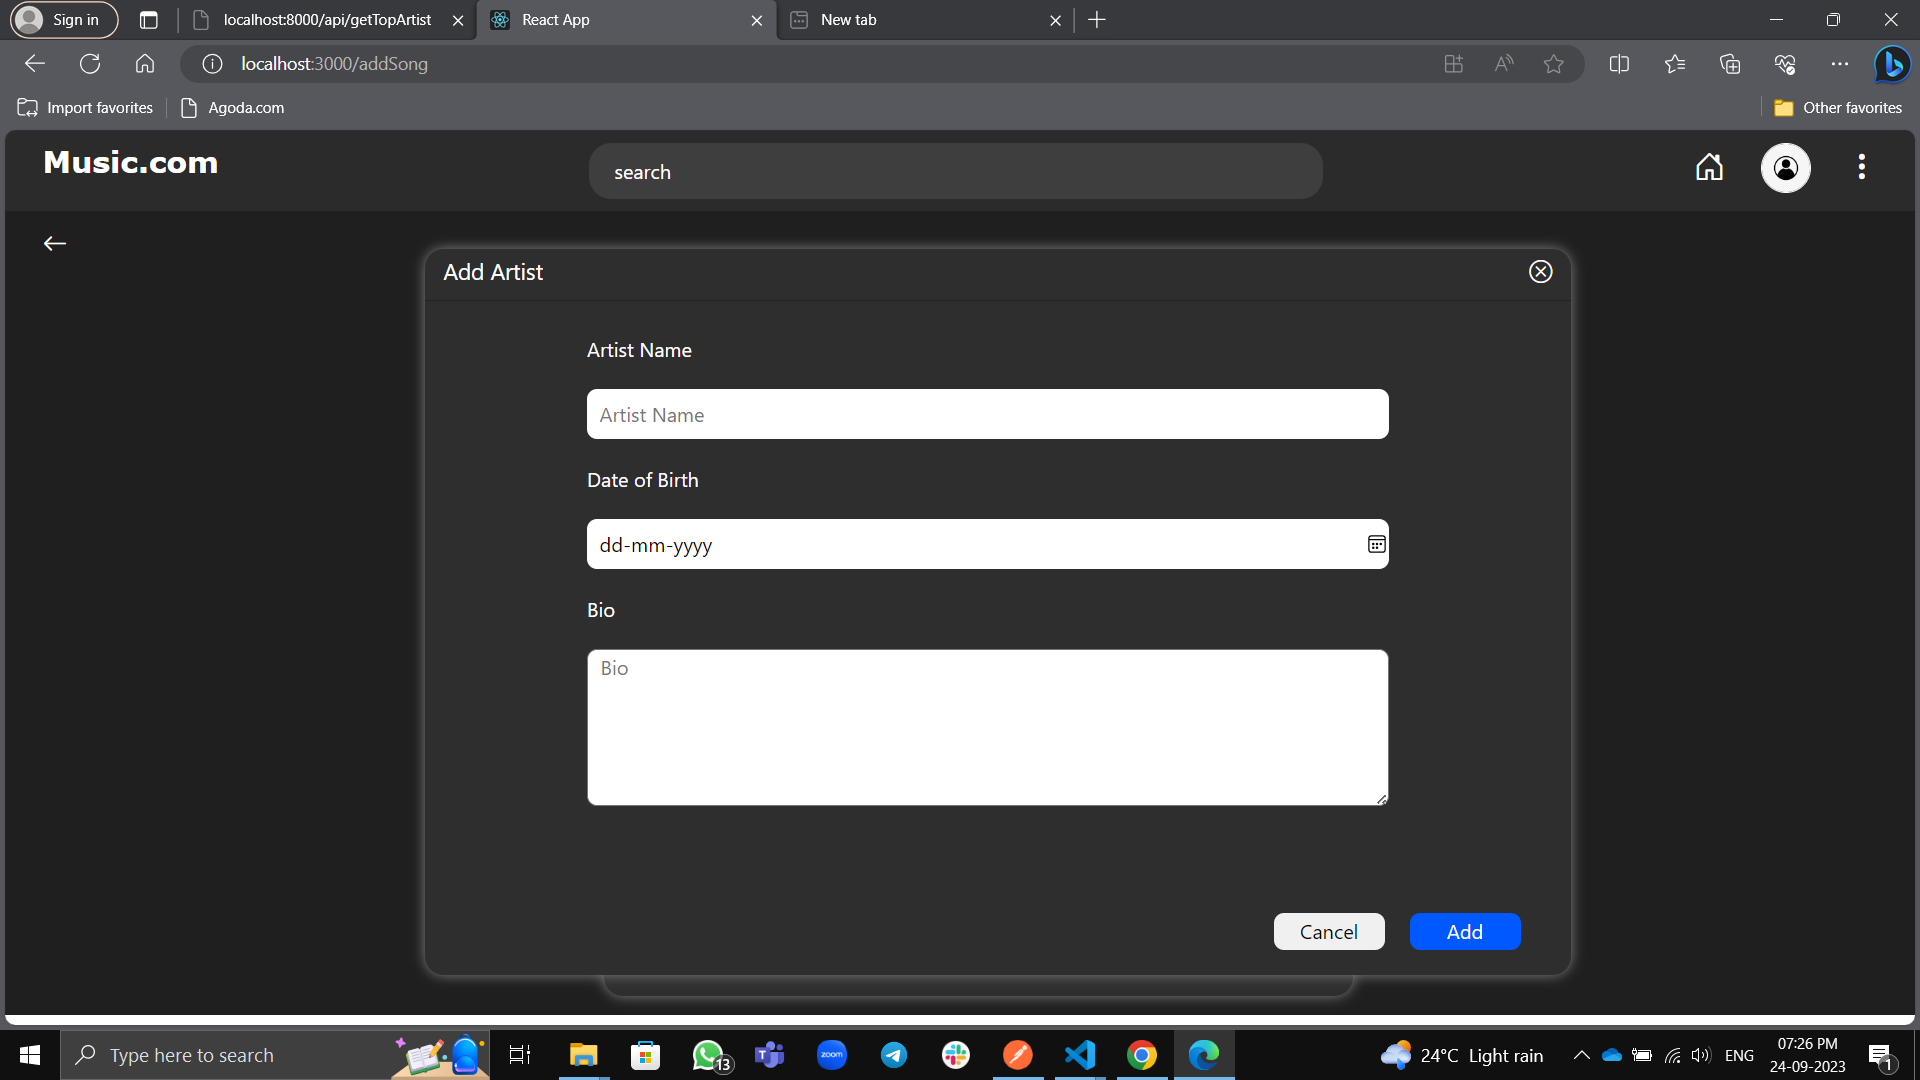 Sign in
localhost:8000/api/getTopArtist
React App
New tab
localhost:3000/addSong
Import favorites
Agoda.com
Other favorites
Music.com
search
Add Artist
Artist Name
Artist Name
Date of Birth
dd-mm-yyyy
Bio
Bio
Cancel
Add
Type here to search
zoom
13
24°C Light rain
ENG
07:26 PM
24-09-2023
1